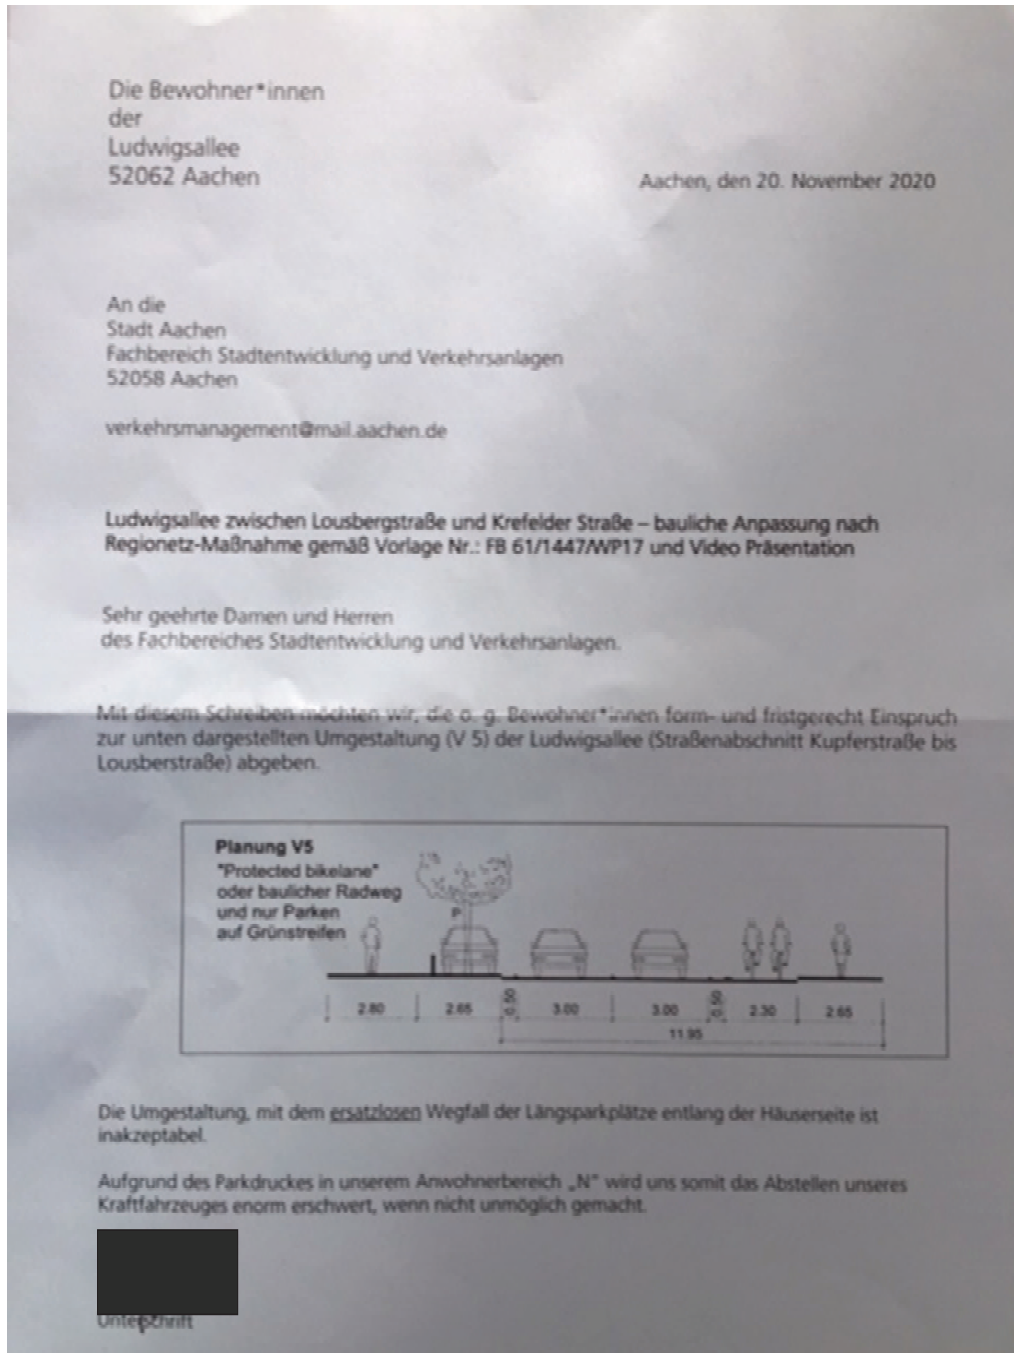 Die Bewohner*innen
der
Ludwigsallee
52062 Aachen
Aachen, den 20. November 2020
An die
Stadt Aachen
Fachbereich Stadtentwicklung und Verkehrsanlagen
52058 Aachen
verkehrsmanagement@mail.aachen.de
Ludwigsallee zwischen Lousbergstraße und Krefelder Straße – bauliche Anpassung nach
Regionetz-Maßnahme gemäß Vorlage Nr.: FB 61/1447/WP17 und Video Präsentation
Sehr geehrte Damen und Herren
des Fachbereiches Stadtentwicklung und Verkehrsanlagen.
Mit diesem Schreiben möchten wir, die o. g. Bewohner*innen form- und fristgerecht Einspruch
zur unten dargestellten Umgestaltung (V 5) der Ludwigsallee (Straßenabschnitt Kupferstraße bis
Lousberstraße) abgeben.
Planung V5
"Protected bikelane"
oder baulicher Radweg
und nur Parken
auf Grünstreifen
P
2.80 2.65 0.50 3.00 3.00 0.50 2.30 2.65
11.95
Die Umgestaltung, mit dem ersatzlosen Wegfall der Längsparkplätze entlang der Häuserseite ist
inakzeptabel.
Aufgrund des Parkdruckes in unserem Anwohnerbereich „N" wird uns somit das Abstellen unseres
Kraftfahrzeuges enorm erschwert, wenn nicht unmöglich gemacht.
Unterschrift